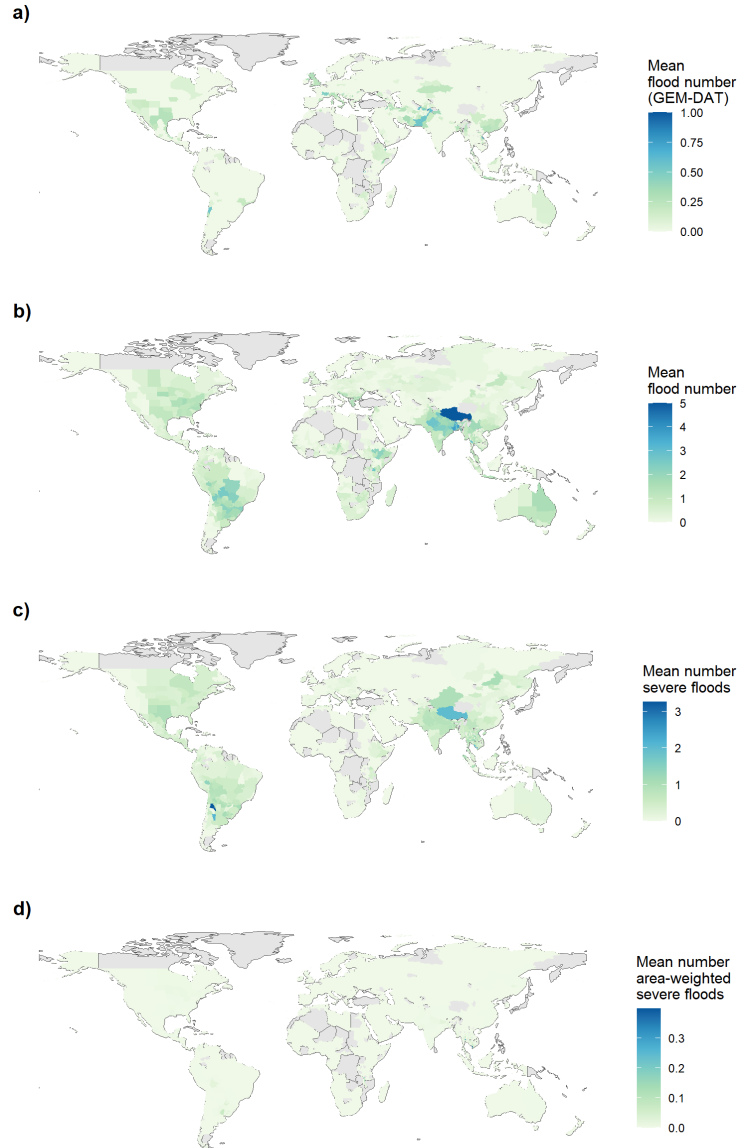 a)
Mean
flood number
(GEM-DAT)
1.00
0.75
0.50
0.25
0.00
b)
Mean
flood number
5
4
3
2
1
0
c)
Mean number
severe floods
3
2
1
0
d)
Mean number
area-weighted
severe floods
0.3
0.2
0.1
0.0